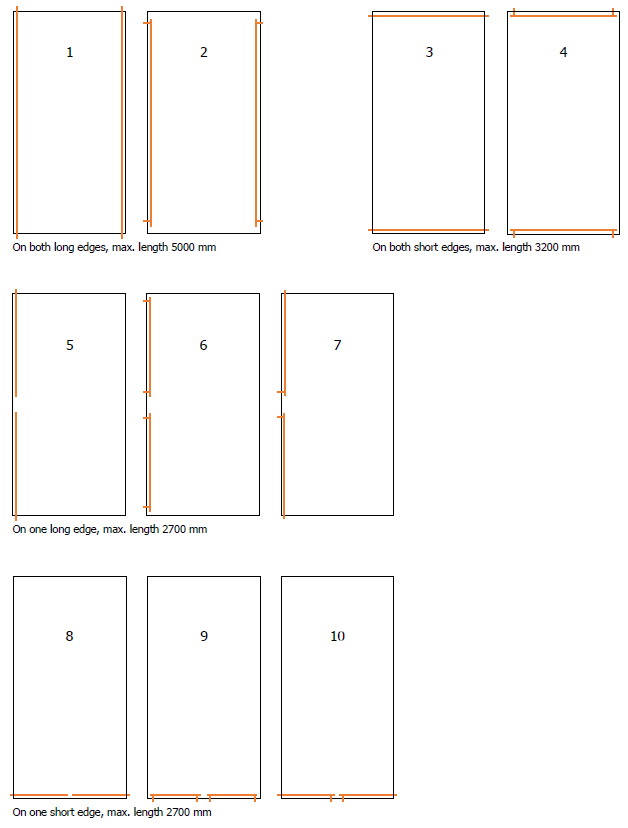 1
2
3
4
On both long edges, max. length 5000 mm
On both short edges, max. length 3200 mm
5
6
7
On one long edge, max. length 2700 mm
8
9
10
On one short edge, max. length 2700 mm